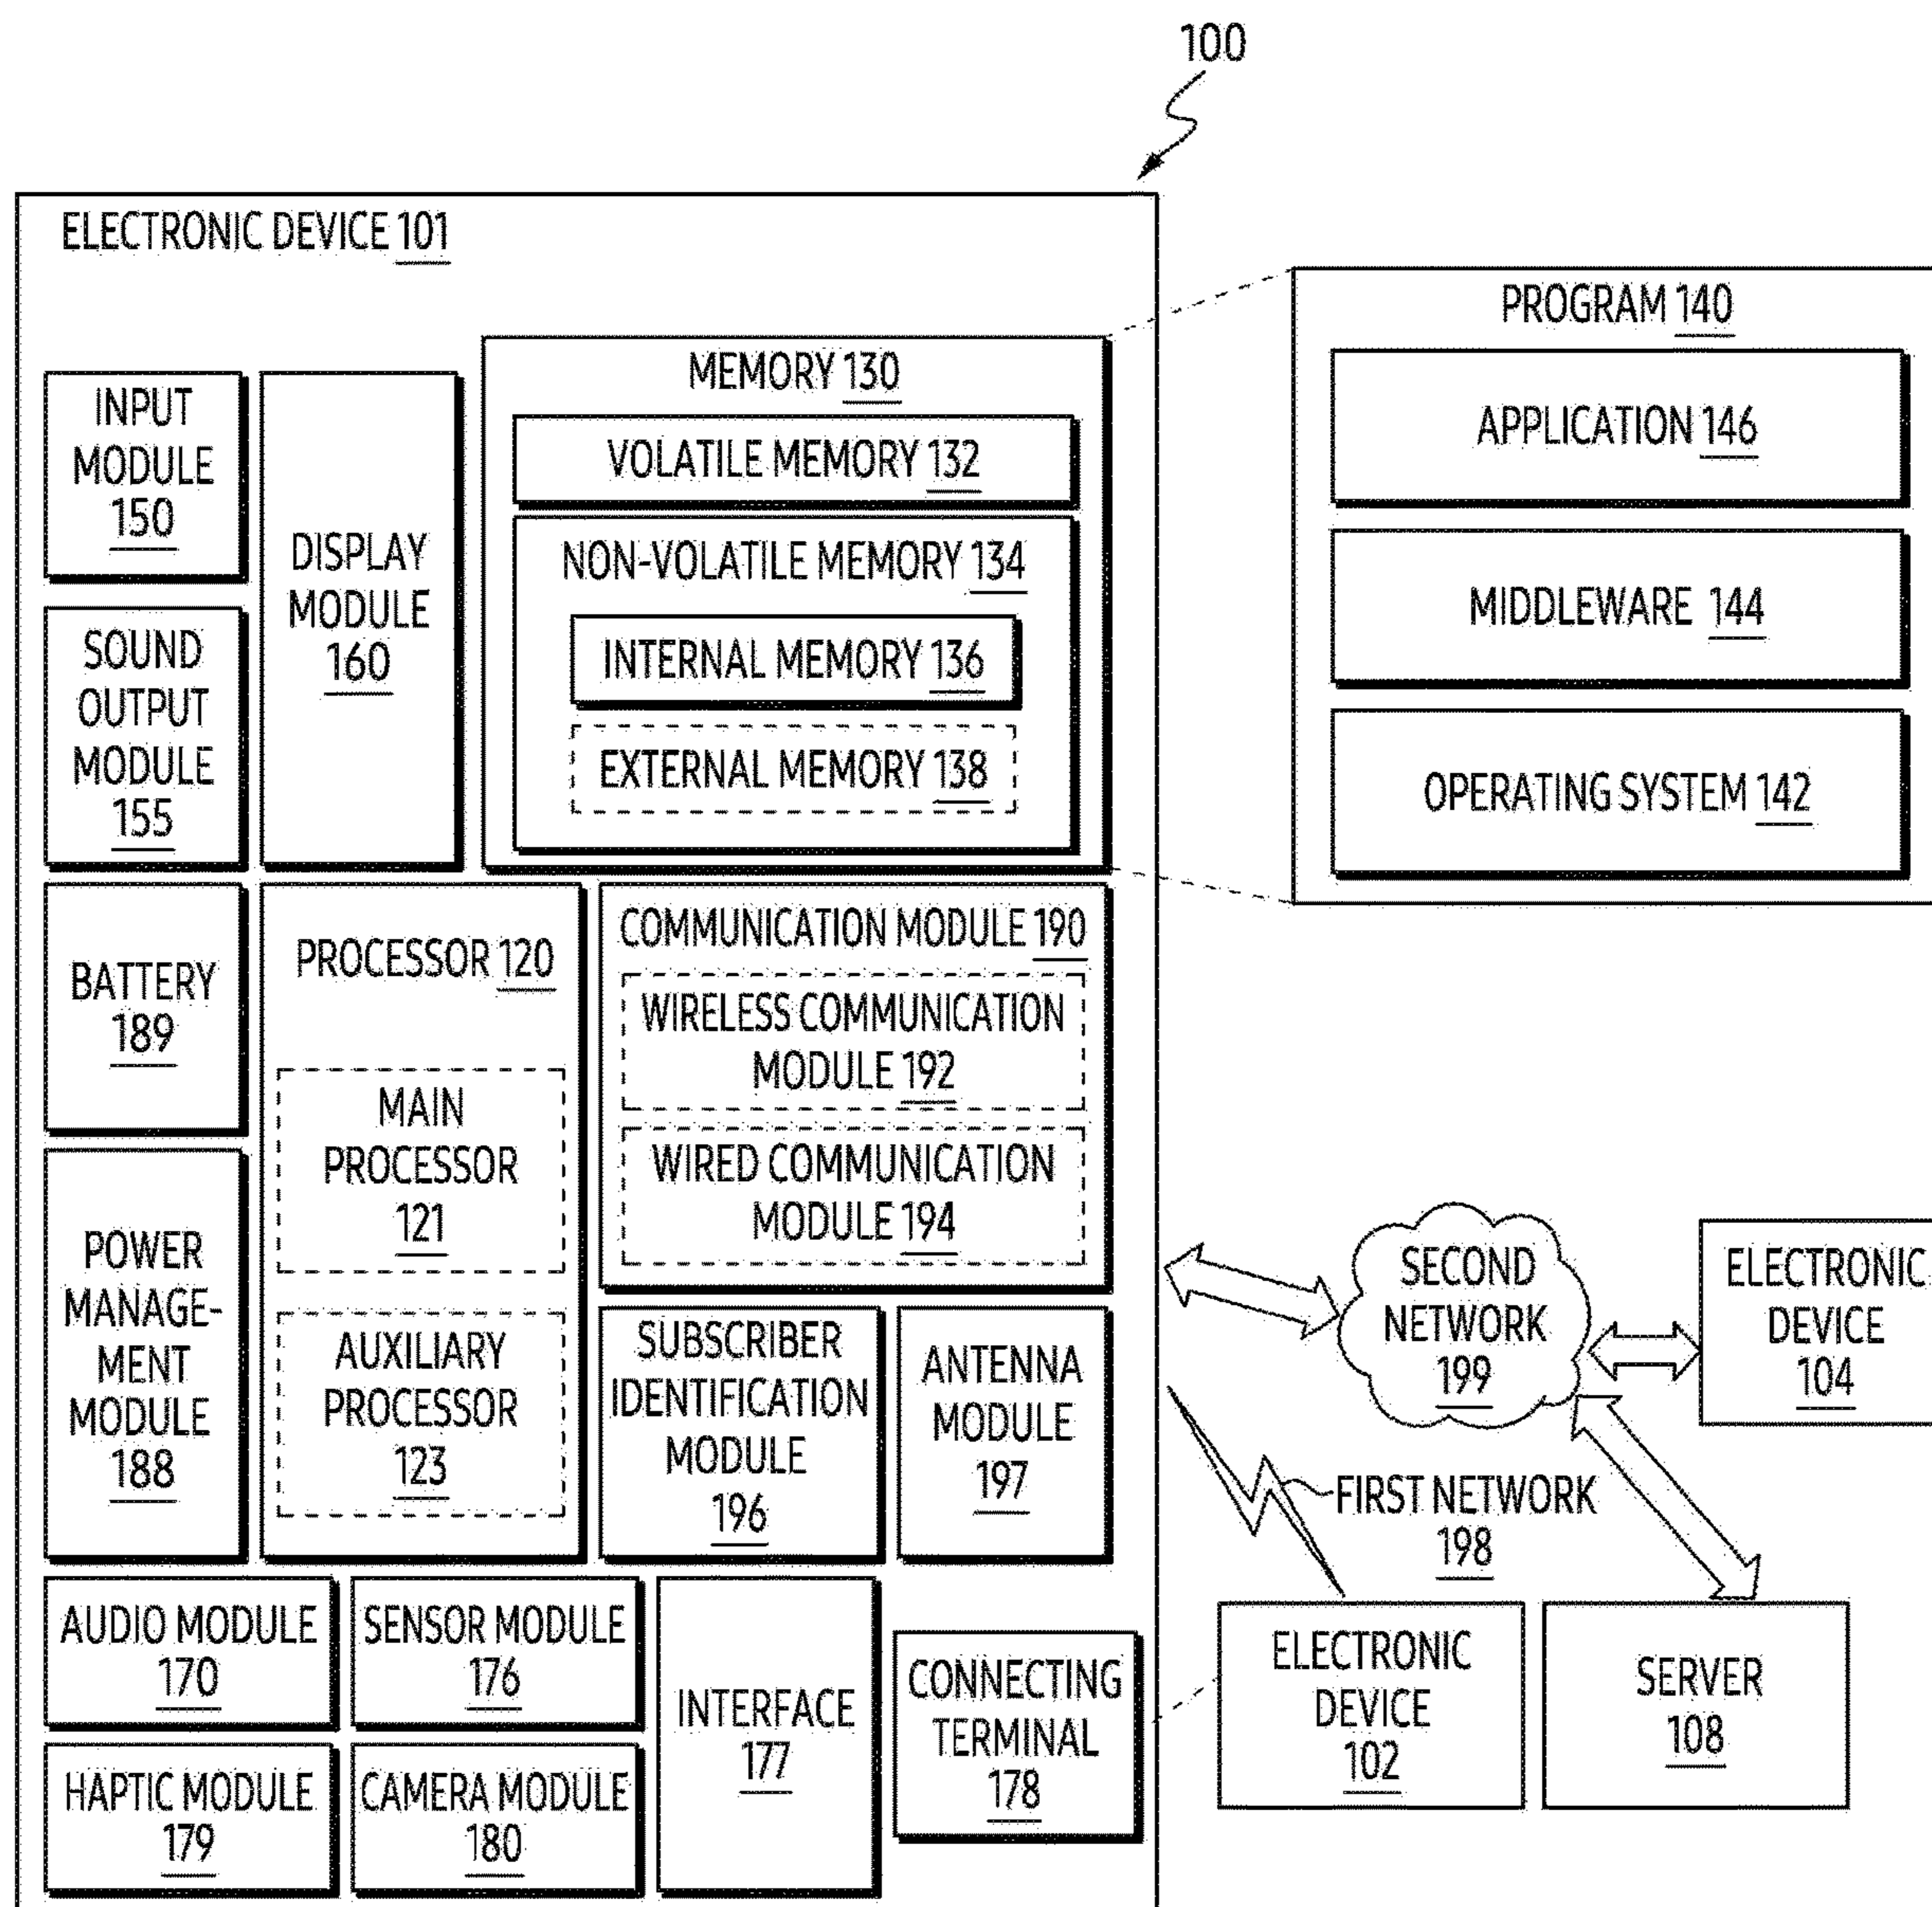 100
ELECTRONIC DEVICE 101
INPUT
MODULE
150
SOUND
OUTPUT
MODULE
155
DISPLAY
MODULE
160
MEMORY 130
VOLATILE MEMORY 132
NON-VOLATILE MEMORY 134
INTERNAL MEMORY 136
EXTERNAL MEMORY 138
PROGRAM 140
APPLICATION 146
MIDDLEWARE 144
OPERATING SYSTEM 142
BATTERY
189
POWER
MANAGE-
MENT
MODULE
188
PROCESSOR 120
MAIN
PROCESSOR
121
AUXILIARY
PROCESSOR
123
COMMUNICATION MODULE 190
WIRELESS COMMUNICATION
MODULE 192
WIRED COMMUNICATION
MODULE 194
SUBSCRIBER
IDENTIFICATION
MODULE
196
ANTENNA
MODULE
197
SECOND
NETWORK
199
ELECTRONIC
DEVICE
104
FIRST NETWORK
198
AUDIO MODULE
170
SENSOR MODULE
176
HAPTIC MODULE
179
CAMERA MODULE
180
INTERFACE
177
CONNECTING
TERMINAL
178
ELECTRONIC
DEVICE
102
SERVER
108